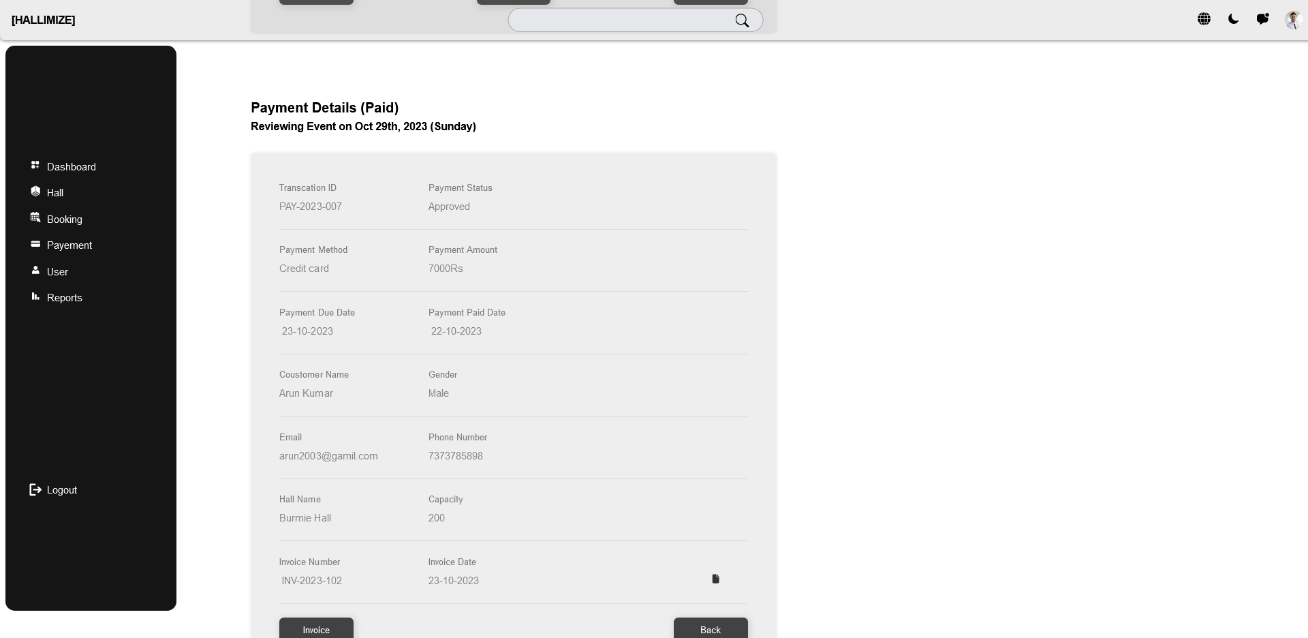 [HALLIMIZE]
Dashboard
Hall
Booking
Payement
User
Reports
Logout
Payment Details (Paid)
Reviewing Event on Oct 29th, 2023 (Sunday)
Transcation ID Payment Status
PAY-2023-007 Approved
Payment Method Payment Amount
Credit card 7000Rs
Payment Due Date Payment Paid Date
23-10-2023 22-10-2023
Coustomer Name Gender
Arun Kumar Male
Email Phone Number
arun2003@gamil.com 7373785898
Hall Name Capacity
Burmie Hall 200
Invoice Number Invoice Date
INV-2023-102 23-10-2023
Invoice Back